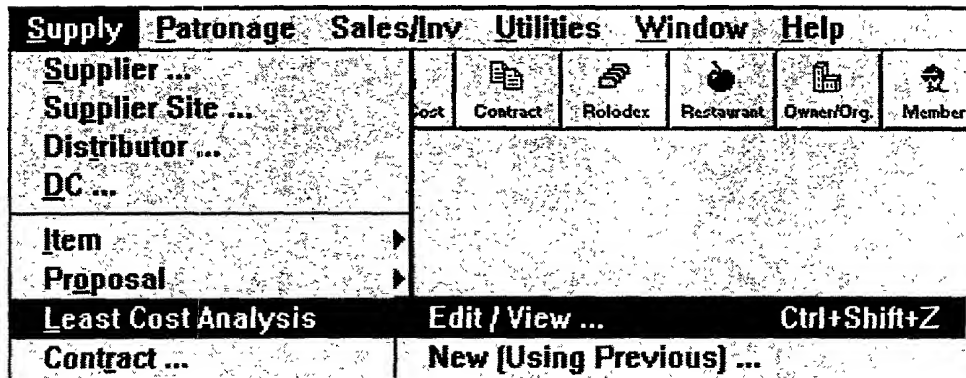 Supply Patronage Sales/Inv Utilities Window Help
Supplier ...
Supplier Site ...
Distributor ...
DC ...
Cost Contract Rolodex Restaurant Owner/Org. Member
Item
Proposal
Least Cost Analysis Edit / View ... Ctrl+Shift+Z
Contract ... New (Using Previous) ...